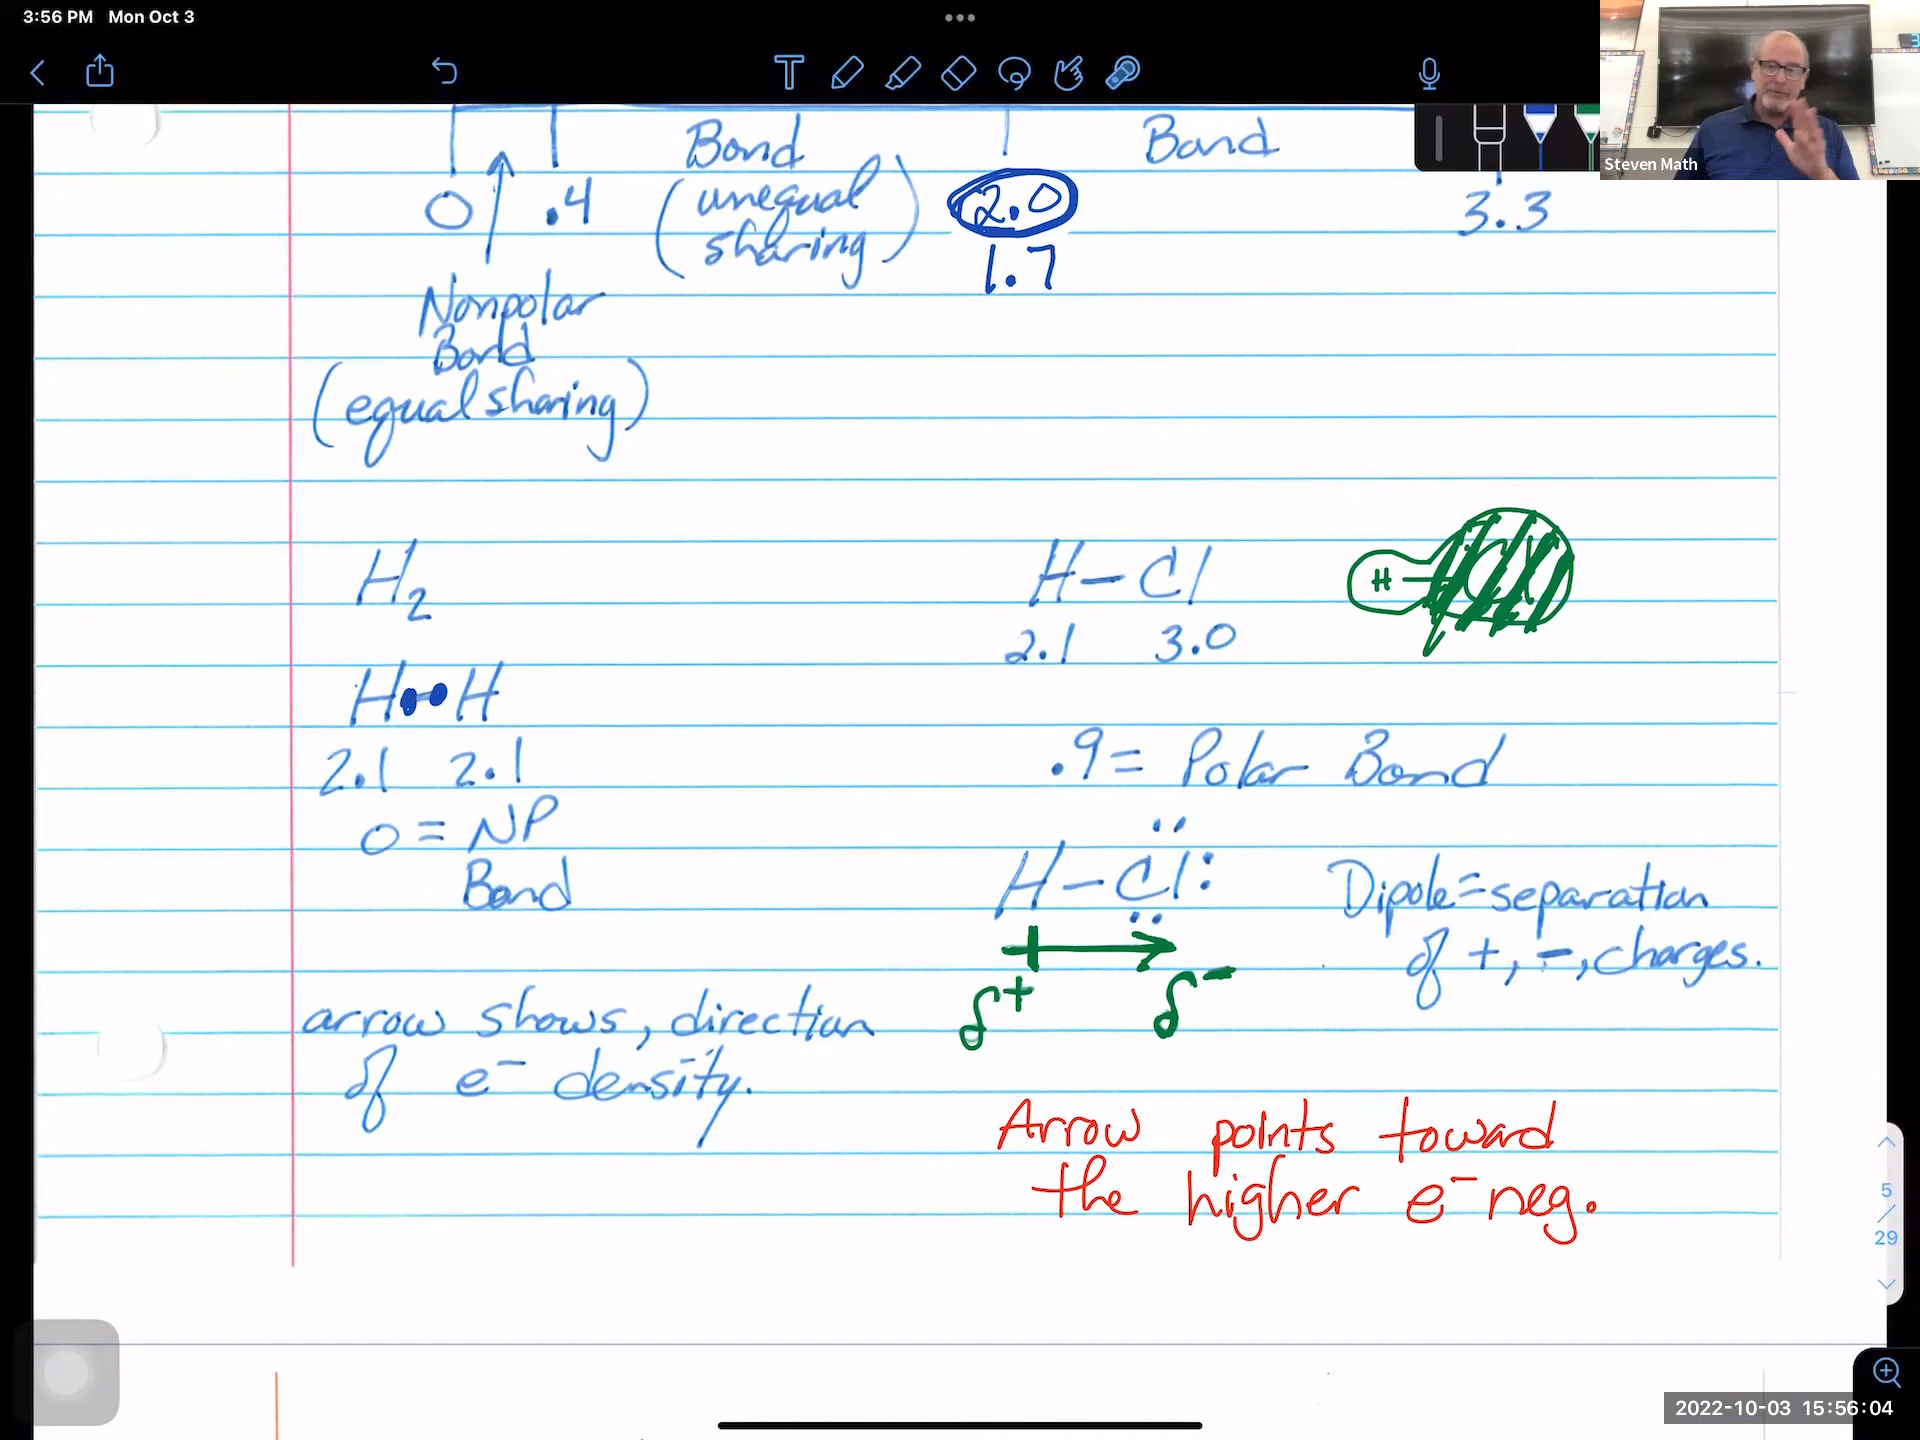 3:56 PM Mon Oct 3
Steven Math
Bond Bond
0 .4 (unequal sharing) 2.0 3.3
1.7
Nonpolar
Bond
(equal sharing)
H2
H••H
2.1 2.1
0 = NP
Bond
H–Cl
2.1 3.0
H–Cl
.9 = Polar Bond
H–Cl:
δ+ δ−
Dipole = separation
of +, −, charges.
arrow shows, direction
of e− density.
Arrow points toward
the higher e− neg.
5
/
29
2022-10-03 15:56:04